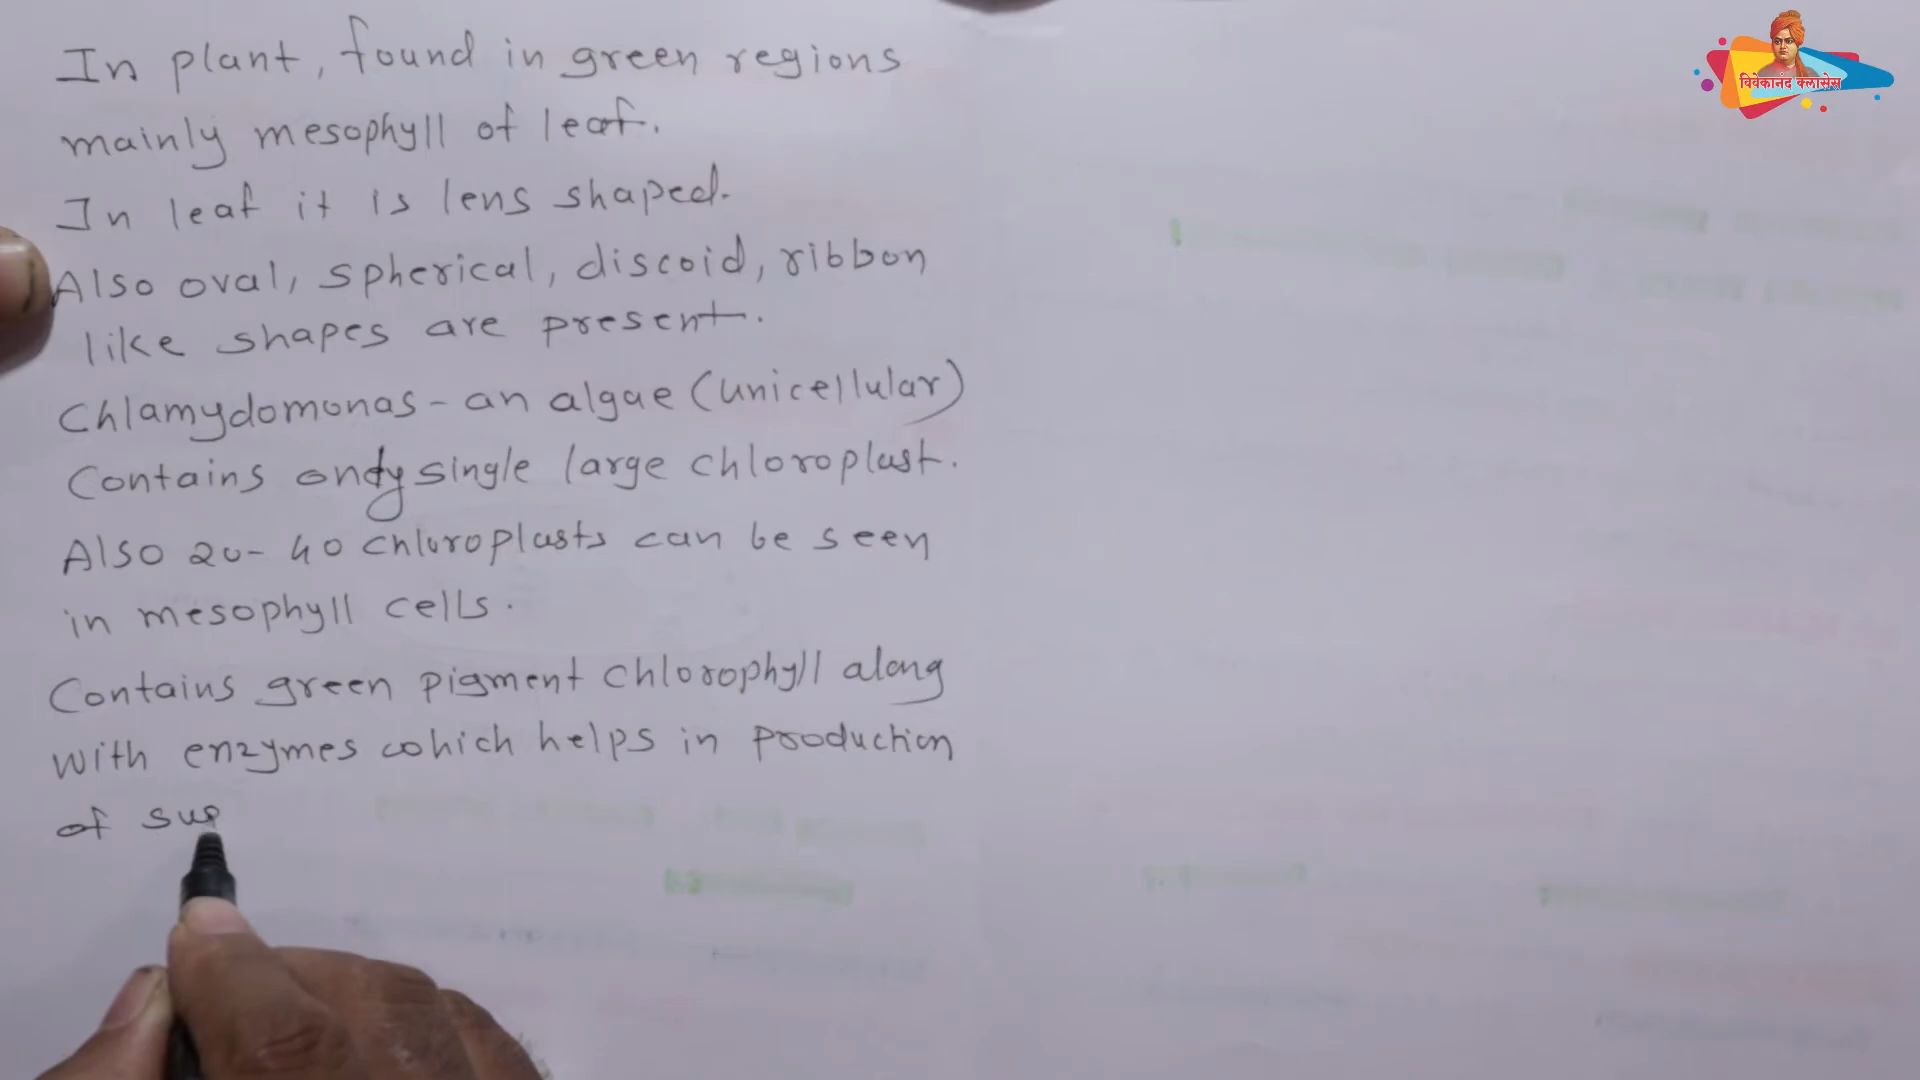 In plant, found in green regions
mainly mesophyll of leaf.
In leaf it is lens shaped.
Also oval, spherical, discoid, ribbon
like shapes are present.
Chlamydomonas - an algae (unicellular)
Contains only single large chloroplast.
Also 20-40 chloroplasts can be seen
in mesophyll cells.
Contains green pigment chlorophyll along
with enzymes which helps in production
of sug
विवेकानंद क्लासेस